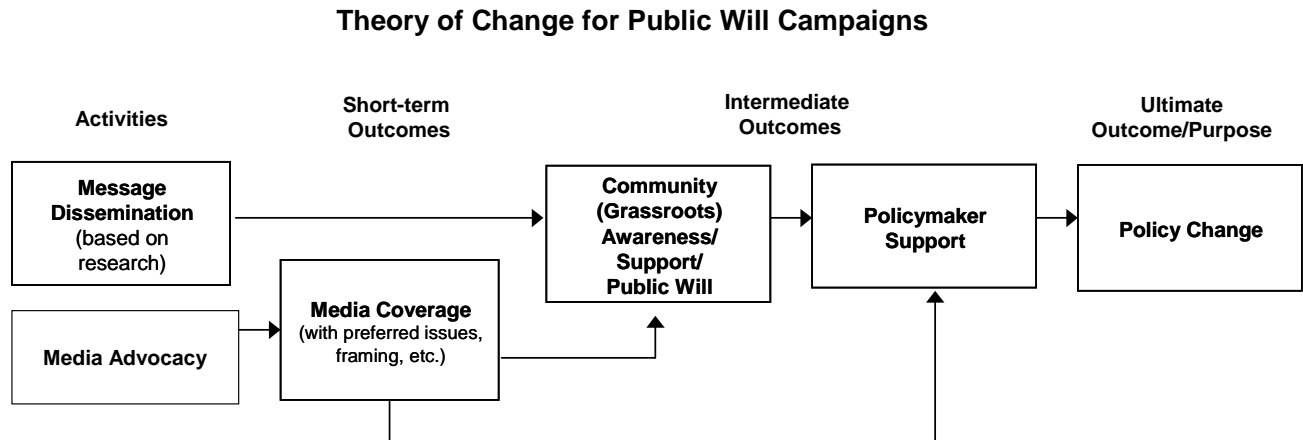 Theory of Change for Public Will Campaigns
Activities
Short-term
Outcomes
Intermediate
Outcomes
Ultimate
Outcome/Purpose
Message
Dissemination
(based on
research)
Media Advocacy
Media Coverage
(with preferred issues,
framing, etc.)
Community
(Grassroots)
Awareness/
Support/
Public Will
Policymaker
Support
Policy Change